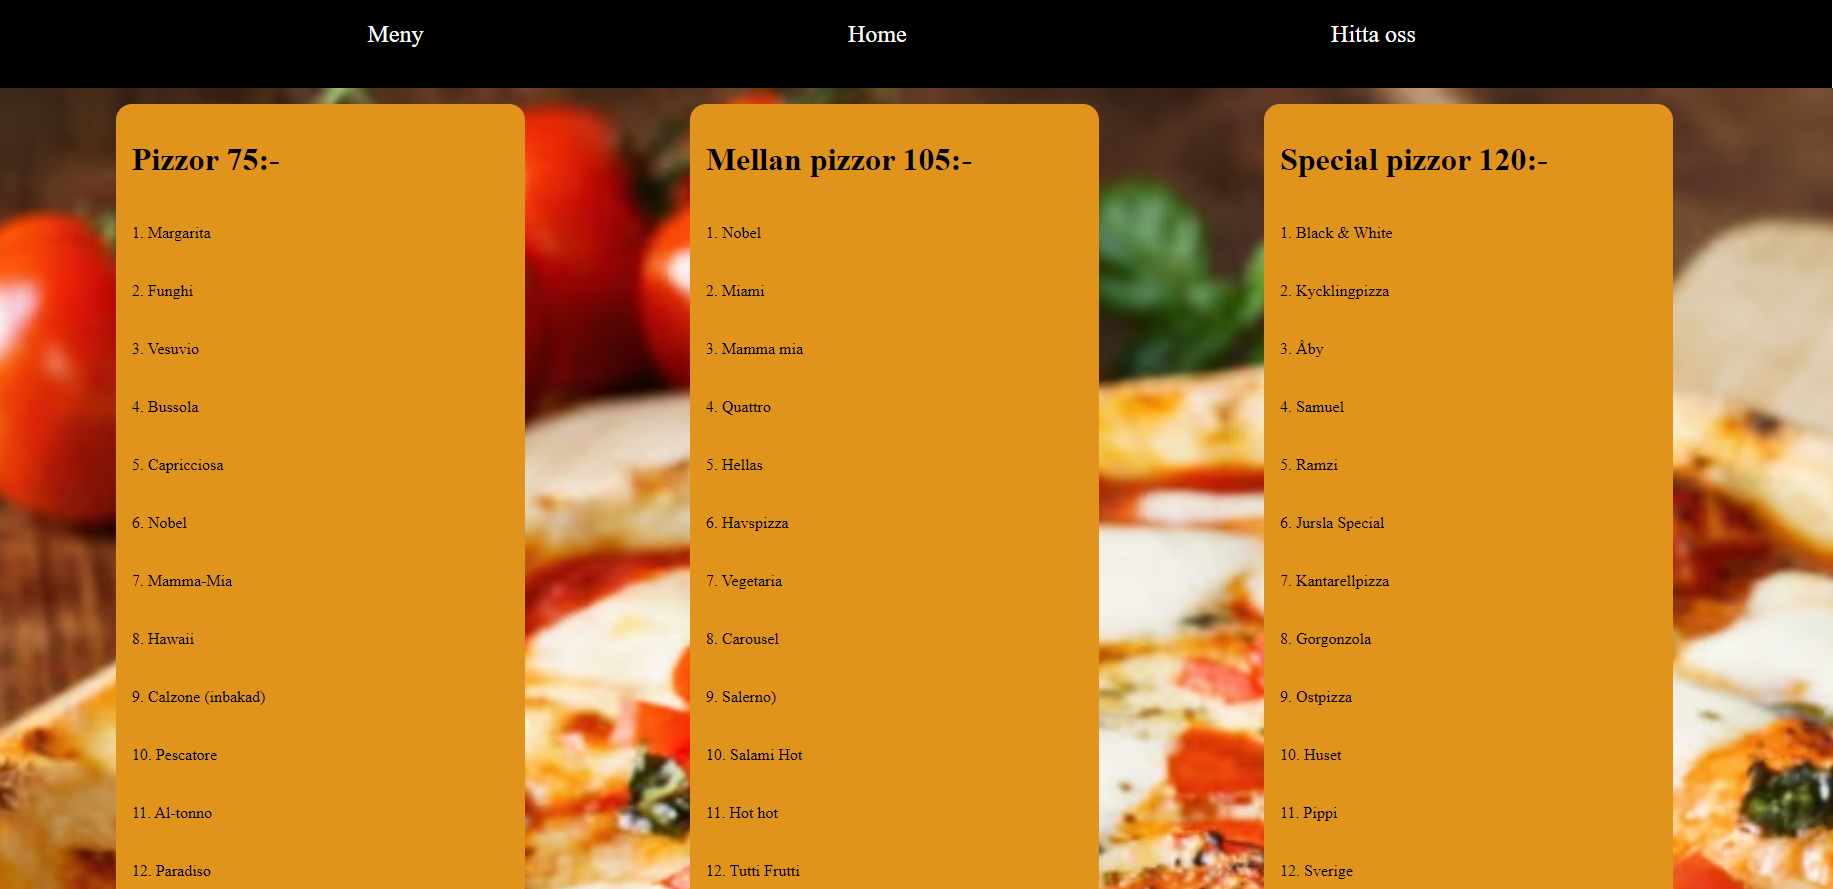 Meny
Home
Hitta oss
Pizzor 75:-
1. Margarita
2. Funghi
3. Vesuvio
4. Bussola
5. Capricciosa
6. Nobel
7. Mamma-Mia
8. Hawaii
9. Calzone (inbakad)
10. Pescatore
11. Al-tonno
12. Paradiso
Mellan pizzor 105:-
1. Nobel
2. Miami
3. Mamma mia
4. Quattro
5. Hellas
6. Havspizza
7. Vegetaria
8. Carousel
9. Salerno)
10. Salami Hot
11. Hot hot
12. Tutti Frutti
Special pizzor 120:-
1. Black & White
2. Kycklingpizza
3. Åby
4. Samuel
5. Ramzi
6. Jursla Special
7. Kantarellpizza
8. Gorgonzola
9. Ostpizza
10. Huset
11. Pippi
12. Sverige